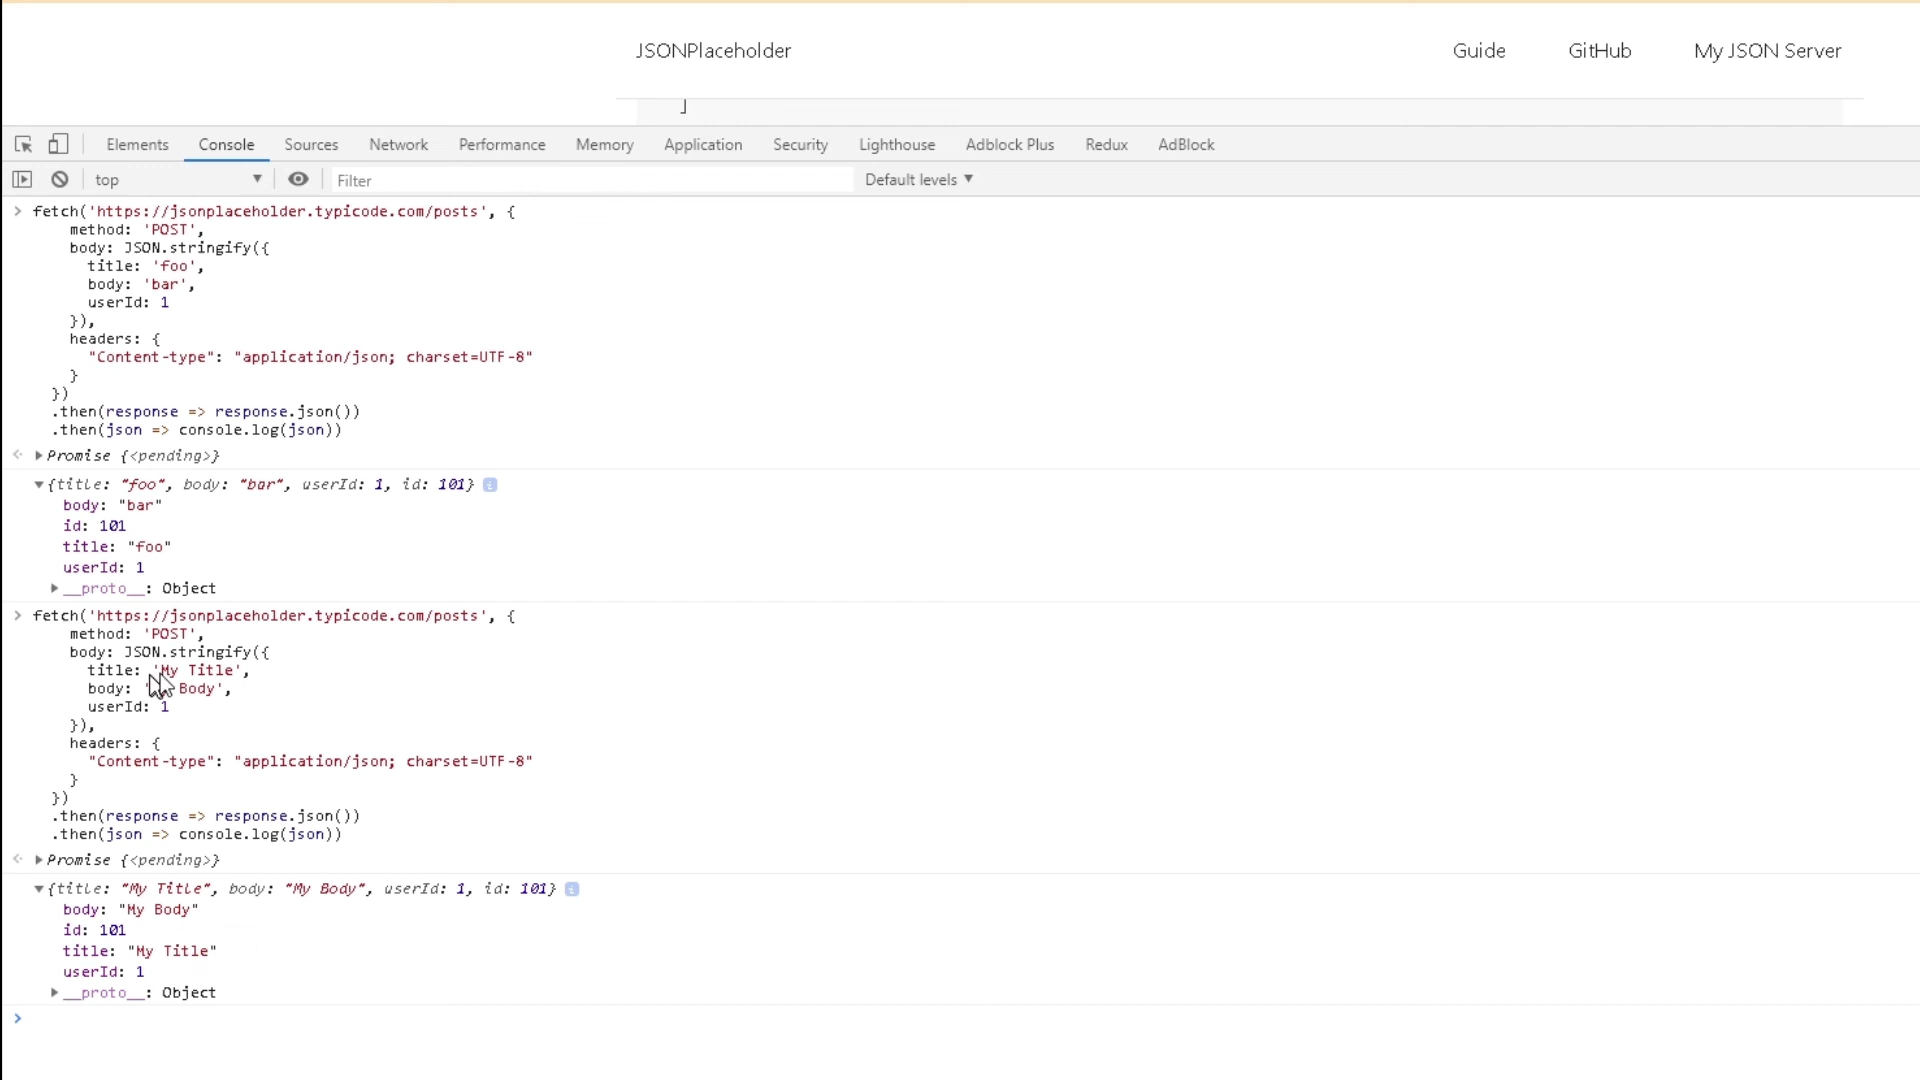 JSONPlaceholder Guide GitHub My JSON Server
]
Elements Console Sources Network Performance Memory Application Security Lighthouse Adblock Plus Redux AdBlock
top Filter Default levels
fetch('https://jsonplaceholder.typicode.com/posts', {
method: 'POST',
body: JSON.stringify({
title: 'foo',
body: 'bar',
userId: 1
}),
headers: {
"Content-type": "application/json; charset=UTF-8"
}
})
.then(response => response.json())
.then(json => console.log(json))
Promise {<pending>}
{title: "foo", body: "bar", userId: 1, id: 101}
body: "bar"
id: 101
title: "foo"
userId: 1
__proto__: Object
fetch('https://jsonplaceholder.typicode.com/posts', {
method: 'POST',
body: JSON.stringify({
title: 'My Title',
body: ' Body',
userId: 1
}),
headers: {
"Content-type": "application/json; charset=UTF-8"
}
})
.then(response => response.json())
.then(json => console.log(json))
Promise {<pending>}
{title: "My Title", body: "My Body", userId: 1, id: 101}
body: "My Body"
id: 101
title: "My Title"
userId: 1
__proto__: Object